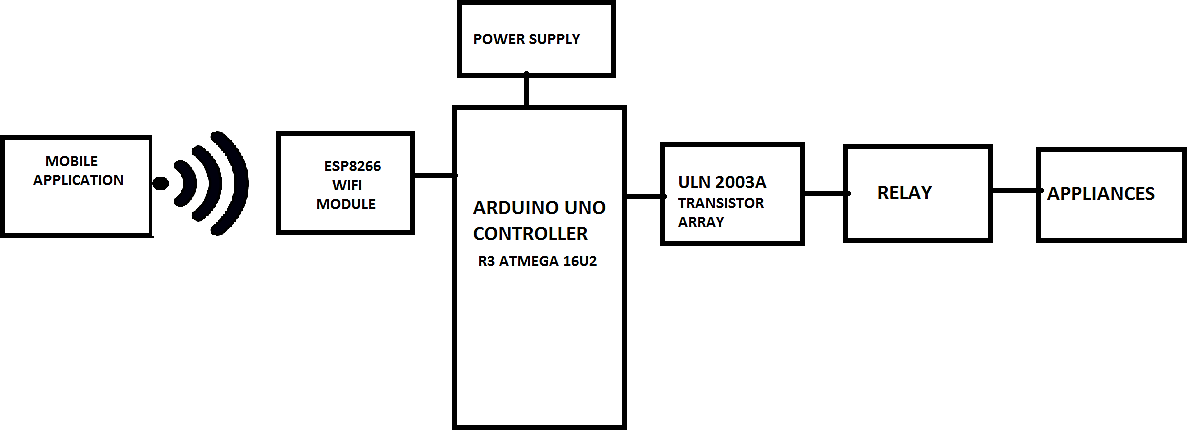 POWER SUPPLY
MOBILE
APPLICATION
ESP8266
WIFI
MODULE
ARDUINO UNO
CONTROLLER
R3 ATMEGA 16U2
ULN 2003A
TRANSISTOR
ARRAY
RELAY
APPLIANCES